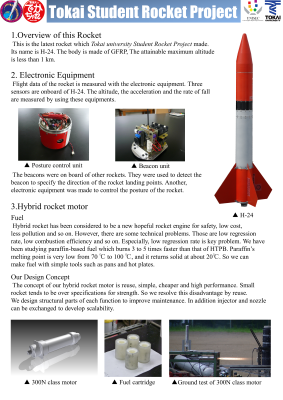 Tokai Student Rocket Project
1.Overview of this Rocket
This is the latest rocket which Tokai university Student Rocket Project made.
Its name is H-24. The body is made of GFRP, The attainable maximum altitude
is less than 1 km.
2. Electronic Equipment
Flight data of the rocket is measured with the electronic equipment. Three
sensors are onboard of H-24. The altitude, the acceleration and the rate of fall
are measured by using these equipments.
▲ Posture control unit
▲ Beacon unit
The beacons were on board of other rockets. They were used to detect the
beacon to specify the direction of the rocket landing points. Another,
electronic equipment was made to control the posture of the rocket.
▲ H-24
3.Hybrid rocket motor
Fuel
Hybrid rocket has been considered to be a new hopeful rocket engine for safety, low cost,
less pollution and so on. However, there are some technical problems. Those are low regression
rate, low combustion efficiency and so on. Especially, low regression rate is key problem. We have
been studying paraffin-based fuel which burns 3 to 5 times faster than that of HTPB. Paraffin's
melting point is very low from 70 ℃ to 100 ℃, and it returns solid at about 20℃. So we can
make fuel with simple tools such as pans and hot plates.
Our Design Concept
The concept of our hybrid rocket motor is reuse, simple, cheaper and high performance. Small
rocket tends to be over specifications for strength. So we resolve this disadvantage by reuse.
We design structural parts of each function to improve maintenance. In addition injector and nozzle
can be exchanged to develop scalability.
▲ 300N class motor
▲ Fuel cartridge
▲Ground test of 300N class motor